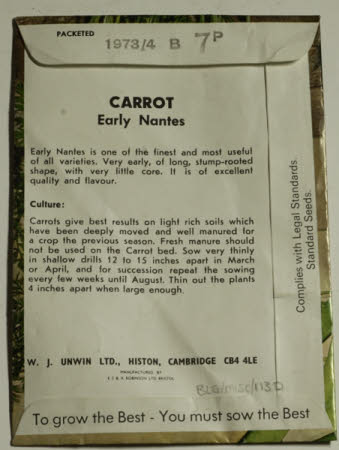 PACKETED 1973/4 B 7P
CARROT
Early Nantes
Early Nantes is one of the finest and most useful
of all varieties. Very early, of long, stump-rooted
shape, with very little core. It is of excellent
quality and flavour.
Culture:
Carrots give best results on light rich soils which
have been deeply moved and well manured for
a crop the previous season. Fresh manure should
not be used on the Carrot bed. Sow very thinly
in shallow drills 12 to 15 inches apart in March
or April, and for succession repeat the sowing
every few weeks until August. Thin out the plants
4 inches apart when large enough.
W. J. UNWIN LTD., HISTON, CAMBRIDGE CB4 4LE
MANUFACTURED BY
E. S. & A. ROBINSON LTD. BRISTOL
To grow the Best - You must sow the Best
Complies with Legal Standards.
Standard Seeds.